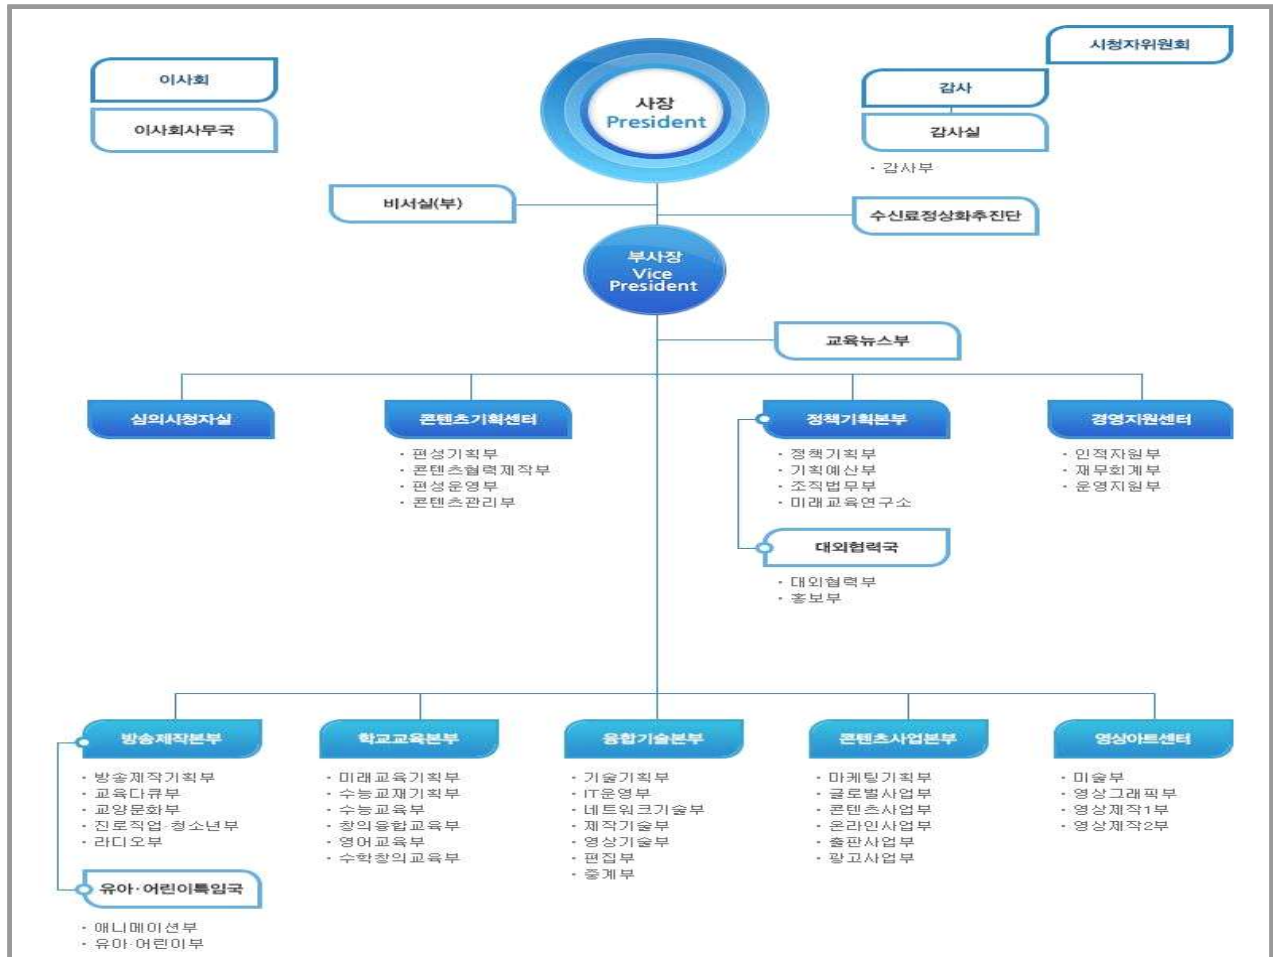 시청자위원회
이사회
사장
President
감사
이사회사무국
감사실
· 감사부
비서실(부)
수신료정상화추진단
부사장
Vice
President
교육뉴스부
심의시청자실
콘텐츠기획센터
· 편성기획부
· 콘텐츠협력제작부
· 편성운영부
· 콘텐츠관리부
정책기획본부
· 정책기획부
· 기획예산부
· 조직법무부
· 미래교육연구소
대외협력국
· 대외협력부
· 홍보부
경영지원센터
· 인적자원부
· 재무회계부
· 운영지원부
방송제작본부
· 방송제작기획부
· 교육다큐부
· 교양문화부
· 진로직업·청소년부
· 라디오부
유아·어린이특임국
· 애니메이션부
· 유아·어린이부
학교교육본부
· 미래교육기획부
· 수능교재기획부
· 수능교육부
· 창의융합교육부
· 영어교육부
· 수학창의교육부
융합기술본부
· 기술기획부
· IT운영부
· 네트워크기술부
· 제작기술부
· 영상기술부
· 편집부
· 중계부
콘텐츠사업본부
· 마케팅기획부
· 글로벌사업부
· 콘텐츠사업부
· 온라인사업부
· 출판사업부
· 광고사업부
영상아트센터
· 미술부
· 영상그래픽부
· 영상제작1부
· 영상제작2부